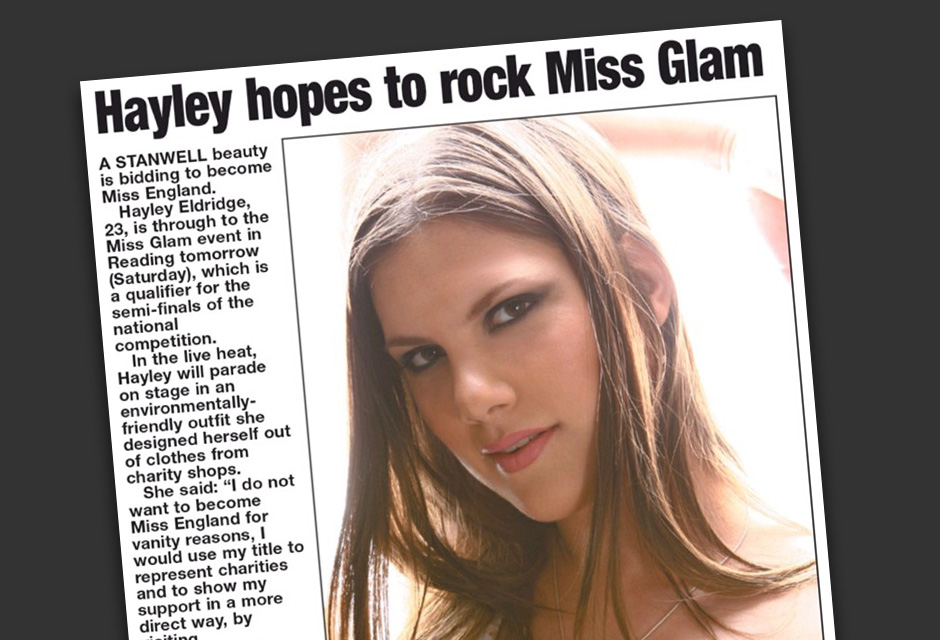 Hayley hopes to rock Miss Glam
A STANWELL beauty
is bidding to become
Miss England.
Hayley Eldridge,
23, is through to the
Miss Glam event in
Reading tomorrow
(Saturday), which is
a qualifier for the
semi-finals of the
national
competition.
In the live heat,
Hayley will parade
on stage in an
environmentally-
friendly outfit she
designed herself out
of clothes from
charity shops.
She said: “I do not
want to become
Miss England for
vanity reasons, I
would use my title to
represent charities
and to show my
support in a more
direct way, by
visiting